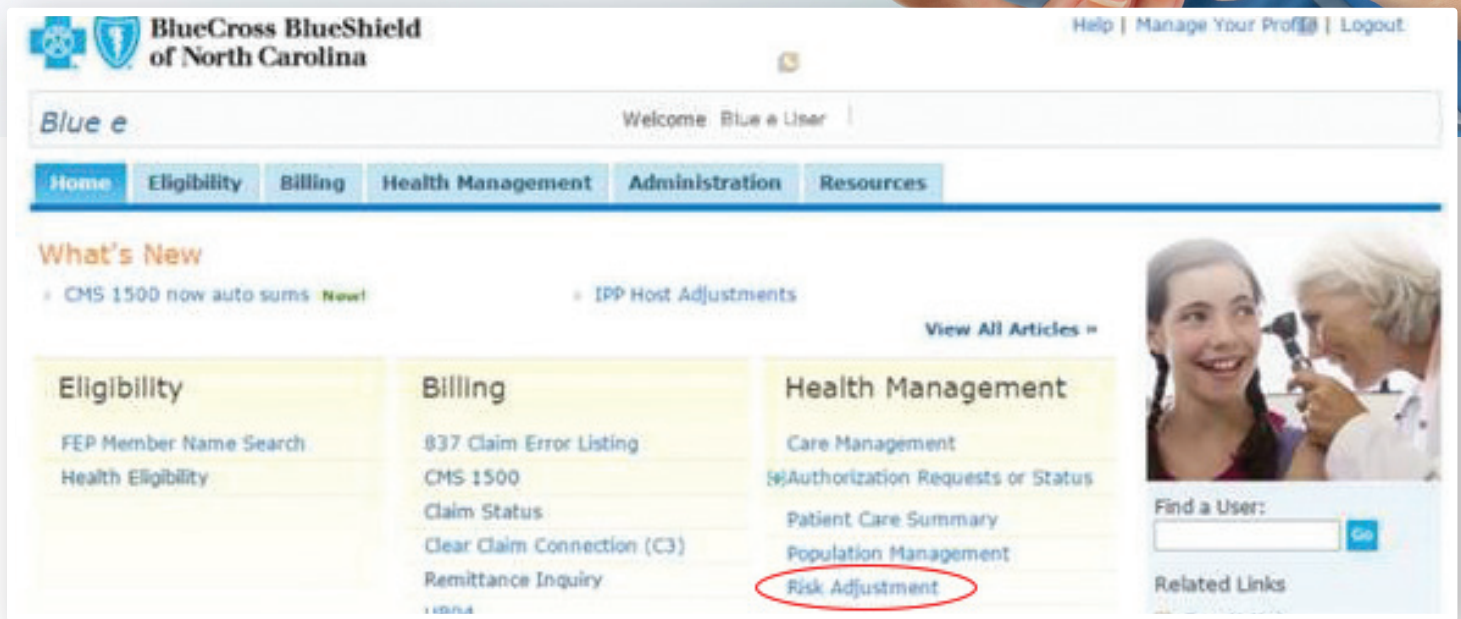 BlueCross BlueShield
of North Carolina
Help | Manage Your Profile | Logout
Blue e
Welcome Blue e User
Home Eligibility Billing Health Management Administration Resources
What's New
CMS 1500 now auto sums New!
IPP Host Adjustments
View All Articles »
Eligibility
FEP Member Name Search
Health Eligibility
Billing
837 Claim Error Listing
CMS 1500
Claim Status
Clear Claim Connection (C3)
Remittance Inquiry
UB04
Health Management
Care Management
Authorization Requests or Status
Patient Care Summary
Population Management
Risk Adjustment
Find a User:
Go
Related Links